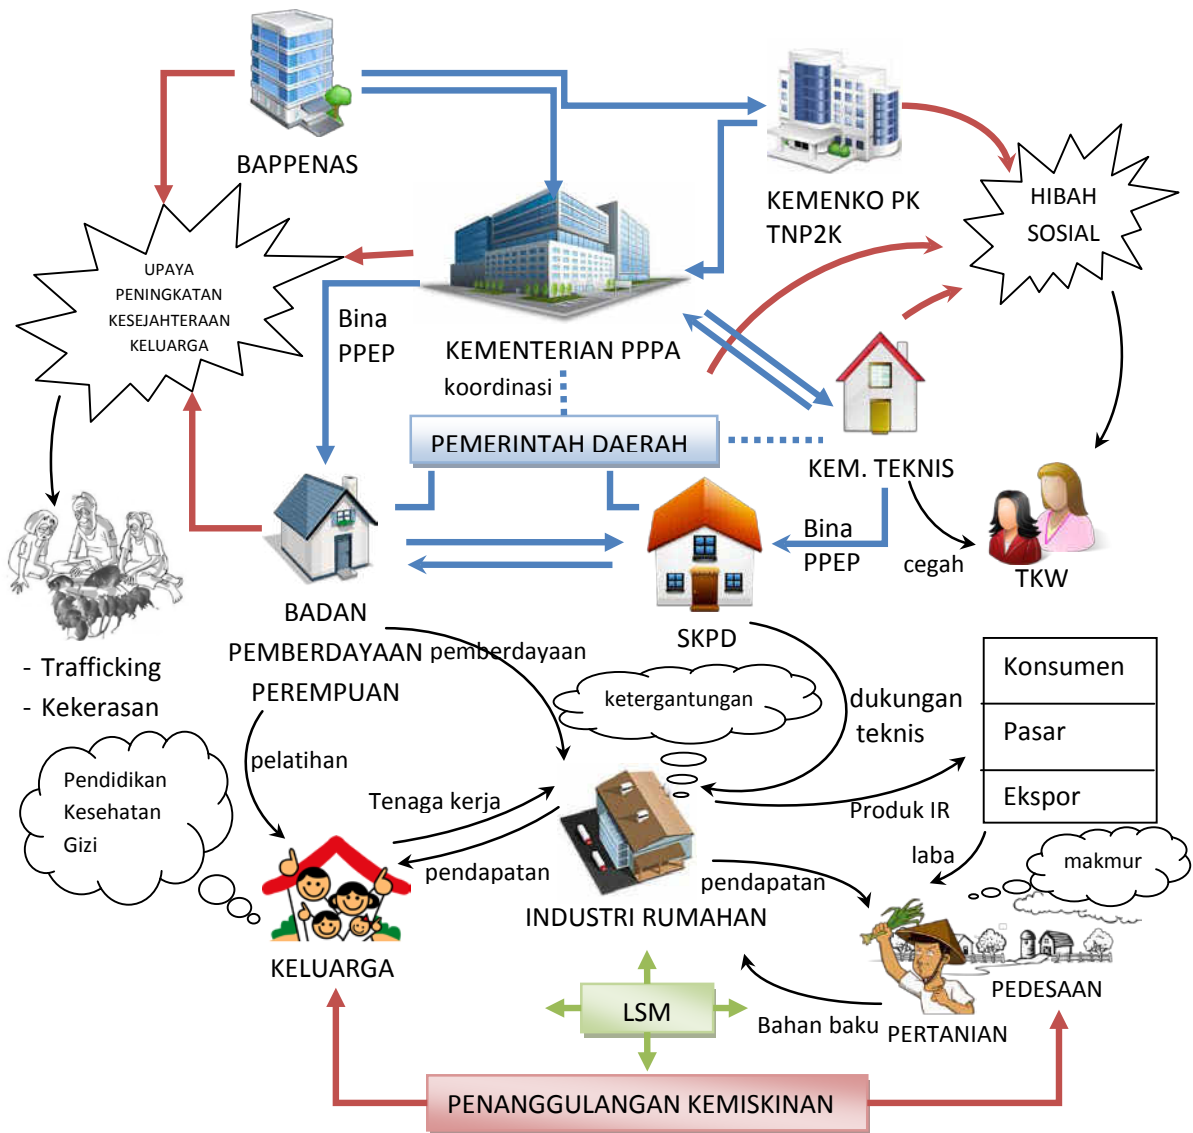 BAPPENAS
KEMENKO PK
TNP2K
HIBAH
SOSIAL
UPAYA
PENINGKATAN
KESEJAHTERAAN
KELUARGA
Bina
PPEP
KEMENTERIAN PPPA
koordinasi
PEMERINTAH DAERAH
KEM. TEKNIS
Bina
PPEP
cegah
TKW
BADAN
PEMBERDAYAAN
PEREMPUAN
pemberdayaan
SKPD
- Trafficking
- Kekerasan
ketergantungan
dukungan
teknis
Konsumen
Pasar
Ekspor
pelatihan
Pendidikan
Kesehatan
Gizi
Tenaga kerja
pendapatan
Produk IR
laba
makmur
pendapatan
INDUSTRI RUMAHAN
KELUARGA
PEDESAAN
LSM
Bahan baku
PERTANIAN
PENANGGULANGAN KEMISKINAN